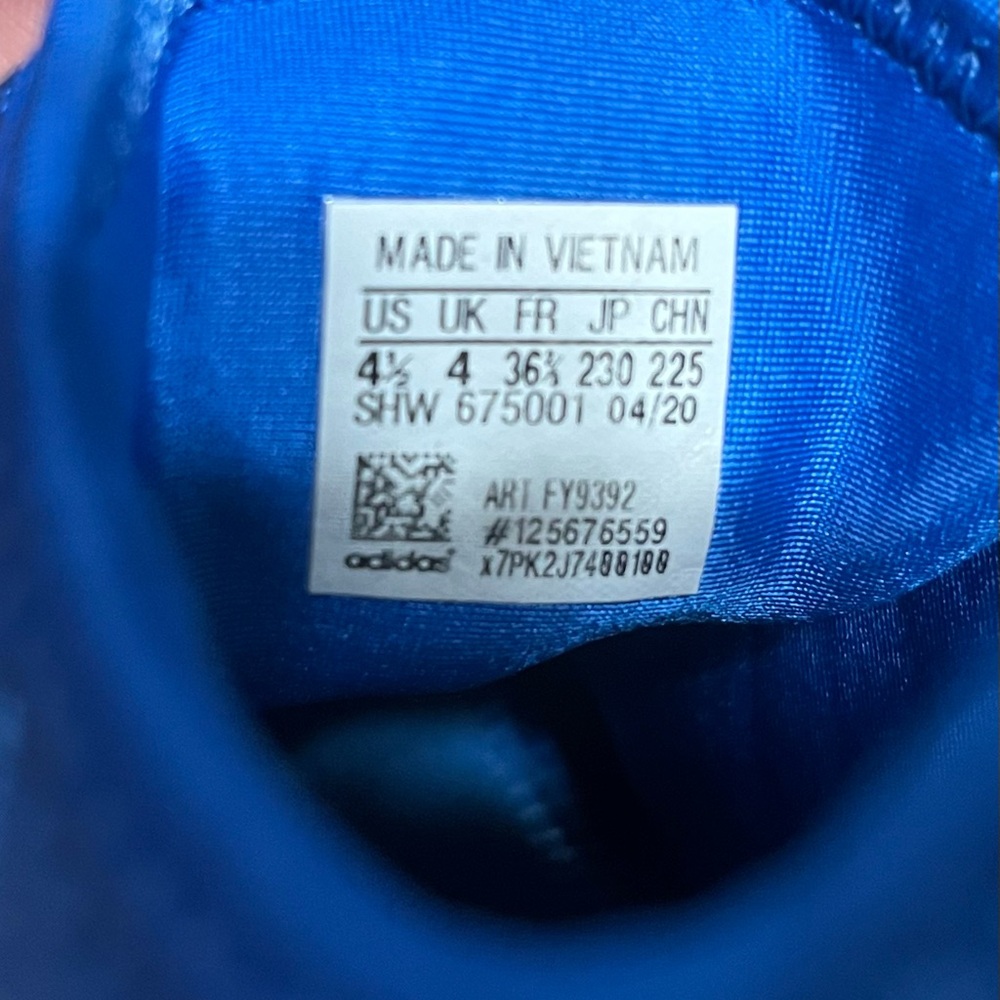 MADE IN VIETNAM
US UK FR JP CHN
4½ 4 36⅔ 230 225
SHW 675001 04/20
ART FY9392
#125676559
adidas x7PK2J7400100